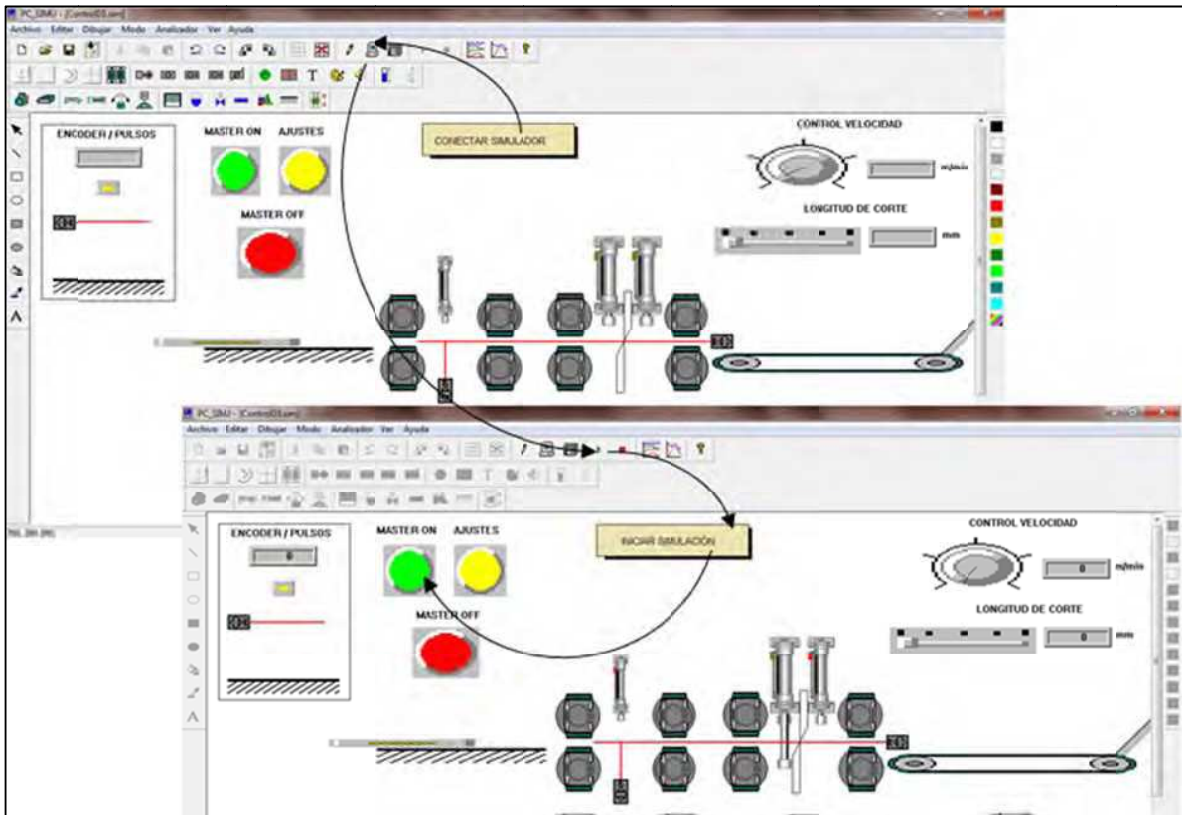 PC_SIMU - [Control03.sim]
Archivo Editar Dibujar Modo Analizador Ver Ayuda
T
ENCODER / PULSOS
MASTER ON AJUSTES
MASTER OFF
CONECTAR SIMULADOR
CONTROL VELOCIDAD
m/min
LONGITUD DE CORTE
mm
PC_SIMU - [Control03.sim]
Archivo Editar Dibujar Modo Analizador Ver Ayuda
T
ENCODER / PULSOS
0
MASTER ON AJUSTES
MASTER OFF
INICIAR SIMULACIÓN
CONTROL VELOCIDAD
0 m/min
LONGITUD DE CORTE
0 mm